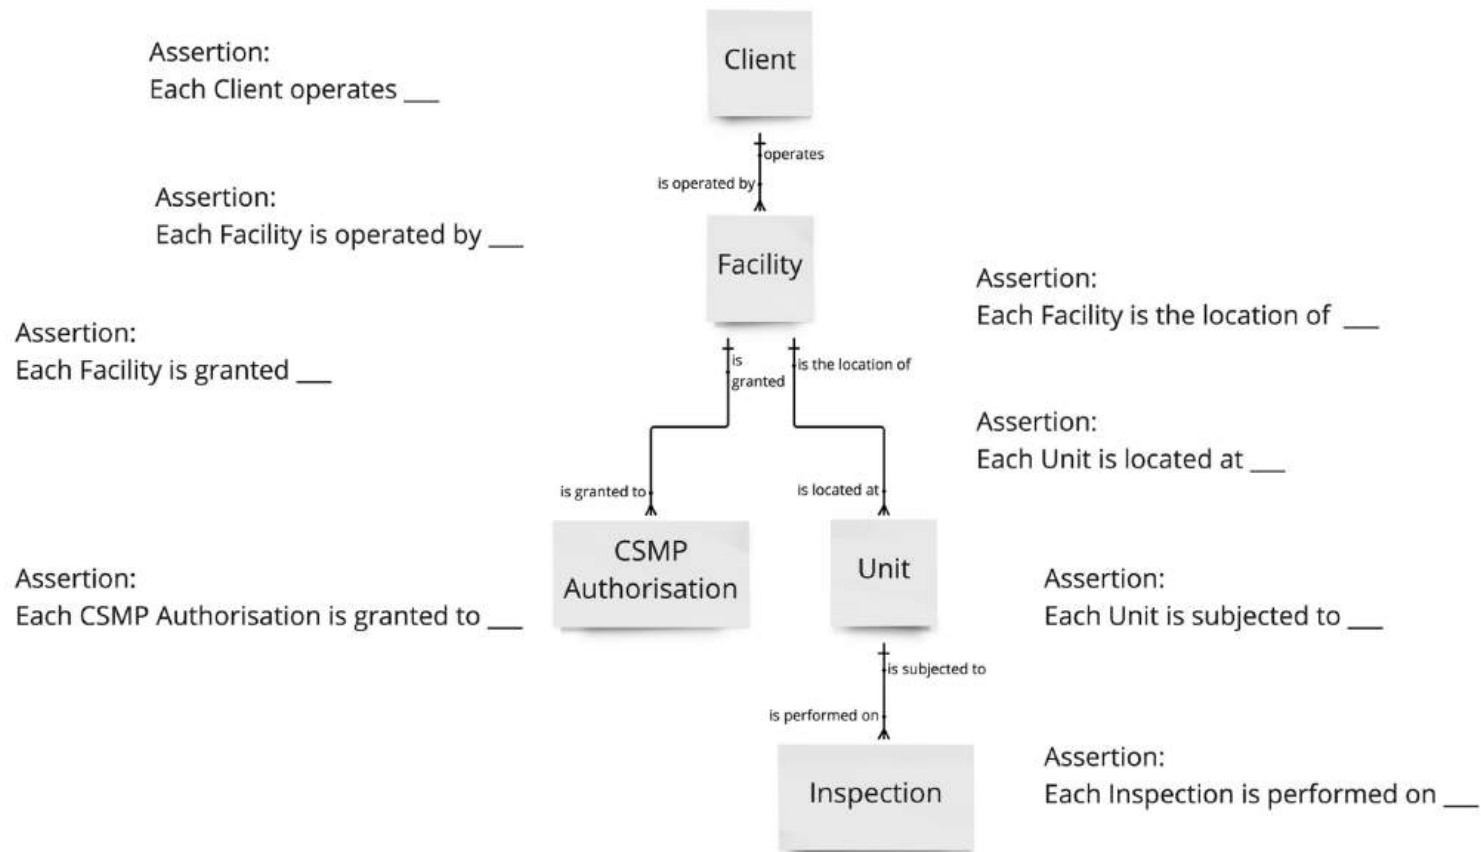 Client
Assertion:
Each Client operates ___
operates
is operated by
Assertion:
Each Facility is operated by ___
Facility
Assertion:
Each Facility is the location of ___
Assertion:
Each Facility is granted ___
is
granted
is the location of
Assertion:
Each Unit is located at ___
is granted to
is located at
CSMP
Authorisation
Unit
Assertion:
Each CSMP Authorisation is granted to ___
Assertion:
Each Unit is subjected to ___
is subjected to
is performed on
Inspection
Assertion:
Each Inspection is performed on ___